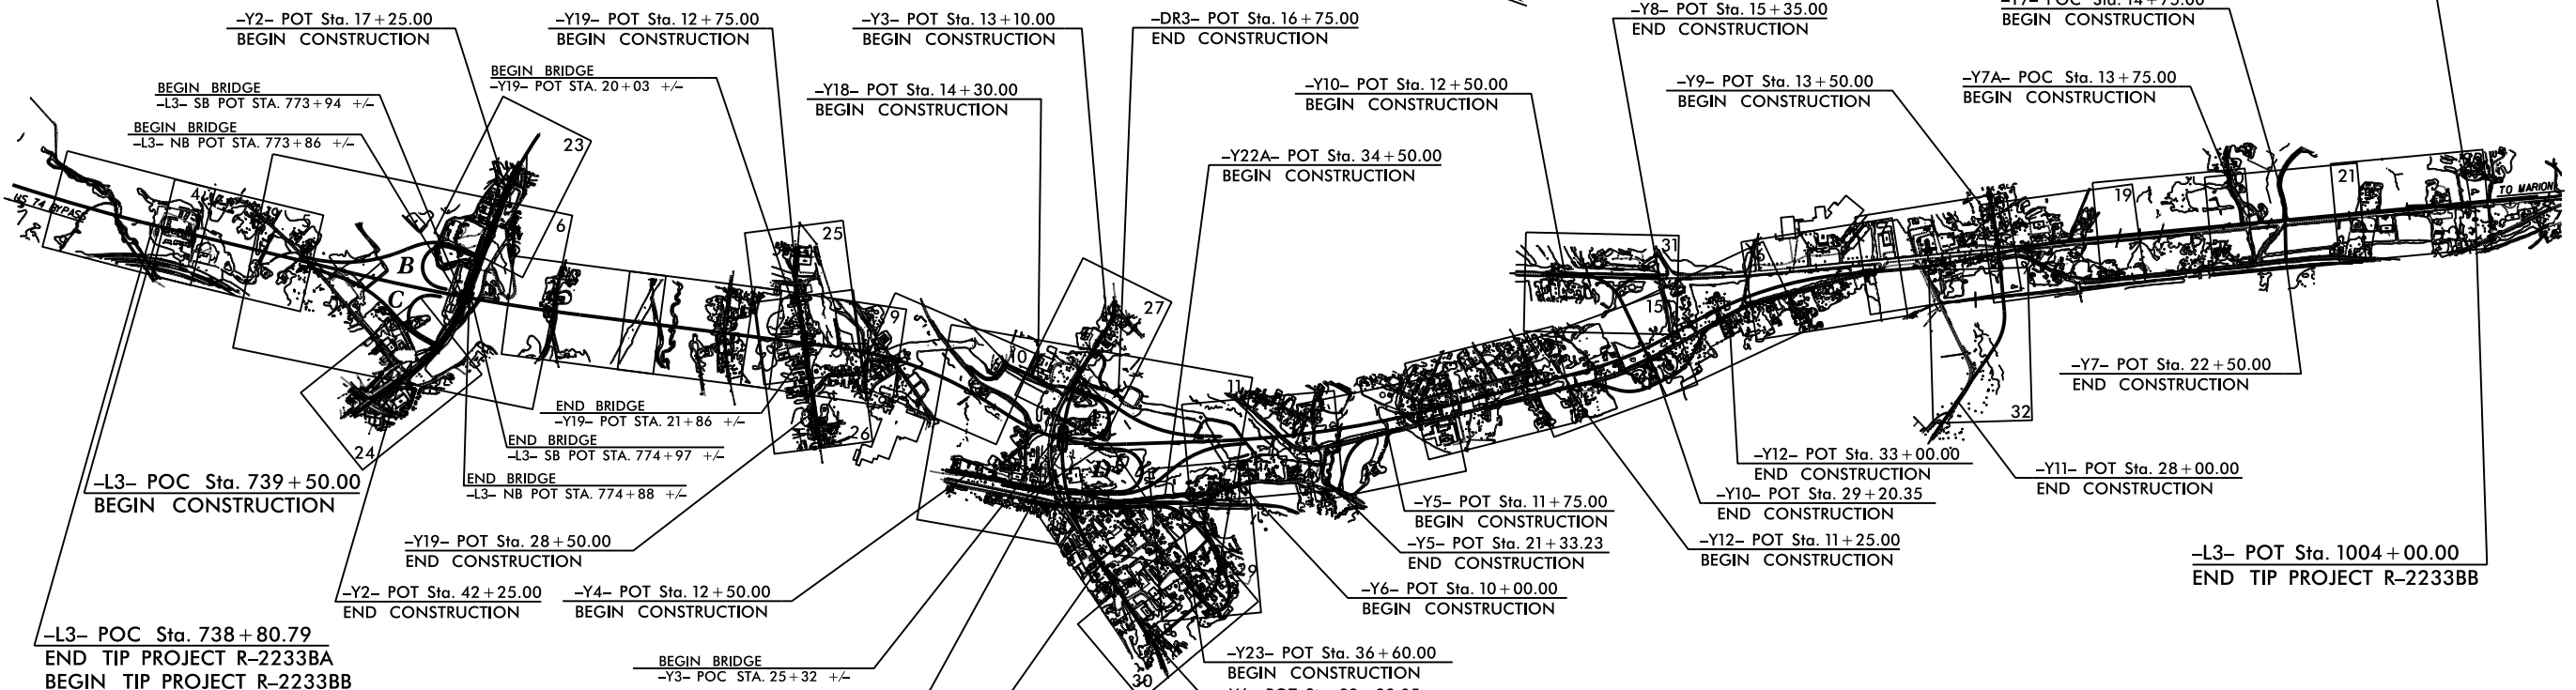 -Y2- POT Sta. 17+25.00
BEGIN CONSTRUCTION
-Y19- POT Sta. 12+75.00
BEGIN CONSTRUCTION
-Y3- POT Sta. 13+10.00
BEGIN CONSTRUCTION
-DR3- POT Sta. 16+75.00
END CONSTRUCTION
-Y8- POT Sta. 15+35.00
END CONSTRUCTION
-Y7- POC Sta. 14+75.00
BEGIN CONSTRUCTION
BEGIN BRIDGE
-L3- SB POT STA. 773+94 +/-
BEGIN BRIDGE
-Y19- POT STA. 20+03 +/-
-Y18- POT Sta. 14+30.00
BEGIN CONSTRUCTION
-Y10- POT Sta. 12+50.00
BEGIN CONSTRUCTION
-Y9- POT Sta. 13+50.00
BEGIN CONSTRUCTION
-Y7A- POC Sta. 13+75.00
BEGIN CONSTRUCTION
BEGIN BRIDGE
-L3- NB POT STA. 773+86 +/-
-Y22A- POT Sta. 34+50.00
BEGIN CONSTRUCTION
US 74 BYPASS
4
5
B
C
23
6
25
9
10
27
11
31
15
19
21
TO MARION
24
26
29
30
32
END BRIDGE
-Y19- POT STA. 21+86 +/-
END BRIDGE
-L3- SB POT STA. 774+97 +/-
END BRIDGE
-L3- NB POT STA. 774+88 +/-
-Y7- POT Sta. 22+50.00
END CONSTRUCTION
-L3- POC Sta. 739+50.00
BEGIN CONSTRUCTION
-Y12- POT Sta. 33+00.00
END CONSTRUCTION
-Y11- POT Sta. 28+00.00
END CONSTRUCTION
-Y5- POT Sta. 11+75.00
BEGIN CONSTRUCTION
-Y10- POT Sta. 29+20.35
END CONSTRUCTION
-Y19- POT Sta. 28+50.00
END CONSTRUCTION
-Y5- POT Sta. 21+33.23
END CONSTRUCTION
-Y12- POT Sta. 11+25.00
BEGIN CONSTRUCTION
-L3- POT Sta. 1004+00.00
END TIP PROJECT R-2233BB
-Y2- POT Sta. 42+25.00
END CONSTRUCTION
-Y4- POT Sta. 12+50.00
BEGIN CONSTRUCTION
-Y6- POT Sta. 10+00.00
BEGIN CONSTRUCTION
-L3- POC Sta. 738+80.79
END TIP PROJECT R-2233BA
BEGIN TIP PROJECT R-2233BB
BEGIN BRIDGE
-Y3- POC STA. 25+32 +/-
-Y23- POT Sta. 36+60.00
BEGIN CONSTRUCTION